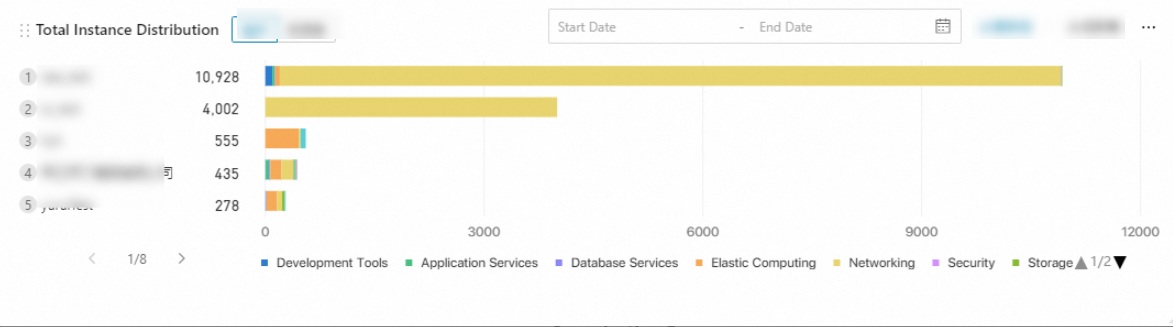 Total Instance Distribution
Start Date - End Date
1 10,928
2 4,002
3 555
4 司 435
5 278
0 3000 6000 9000 12000
1/8
Development Tools Application Services Database Services Elastic Computing Networking Security Storage 1/2